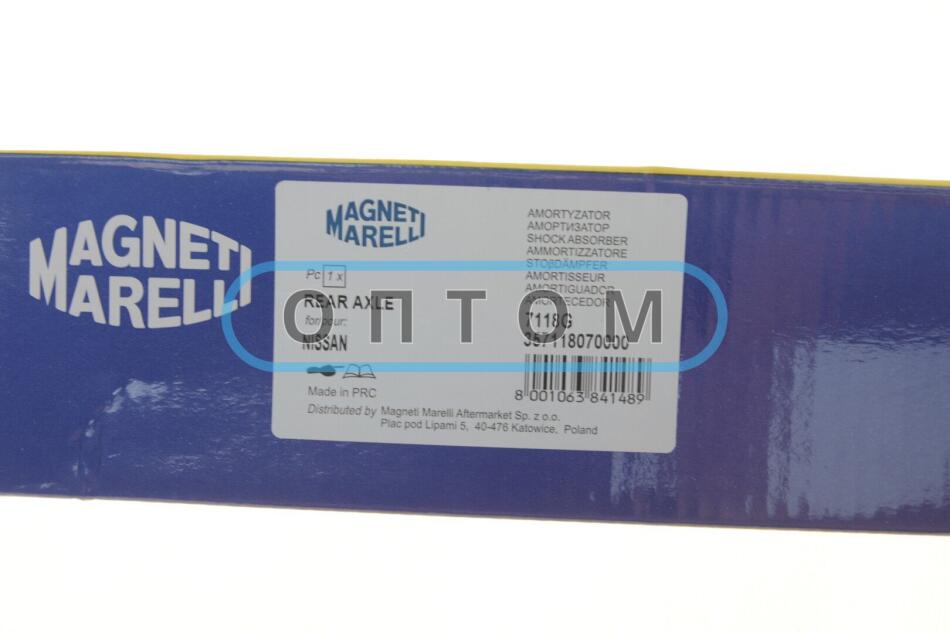 MAGNETI
MARELLI
MAGNETI
MARELLI
Pc 1 x
REAR AXLE
for/pour:
NISSAN
Made in PRC
Distributed by Magneti Marelli Aftermarket Sp. z o.o.
Plac pod Lipami 5, 40-476 Katowice, Poland
AMORTYZATOR
АМОРТИЗАТОР
SHOCK ABSORBER
AMMORTIZZATORE
STOßDÄMPFER
AMORTISSEUR
AMORTIGUADOR
AMORTECEDOR
7118G
357118070000
8 001063 841489
ОПТОМ